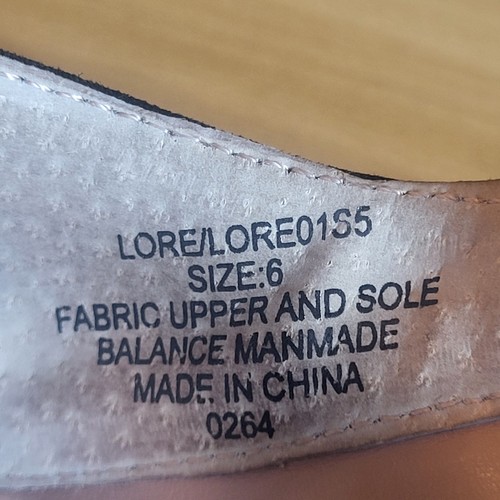 LORE/LORE01S5
SIZE:6
FABRIC UPPER AND SOLE
BALANCE MANMADE
MADE IN CHINA
0264